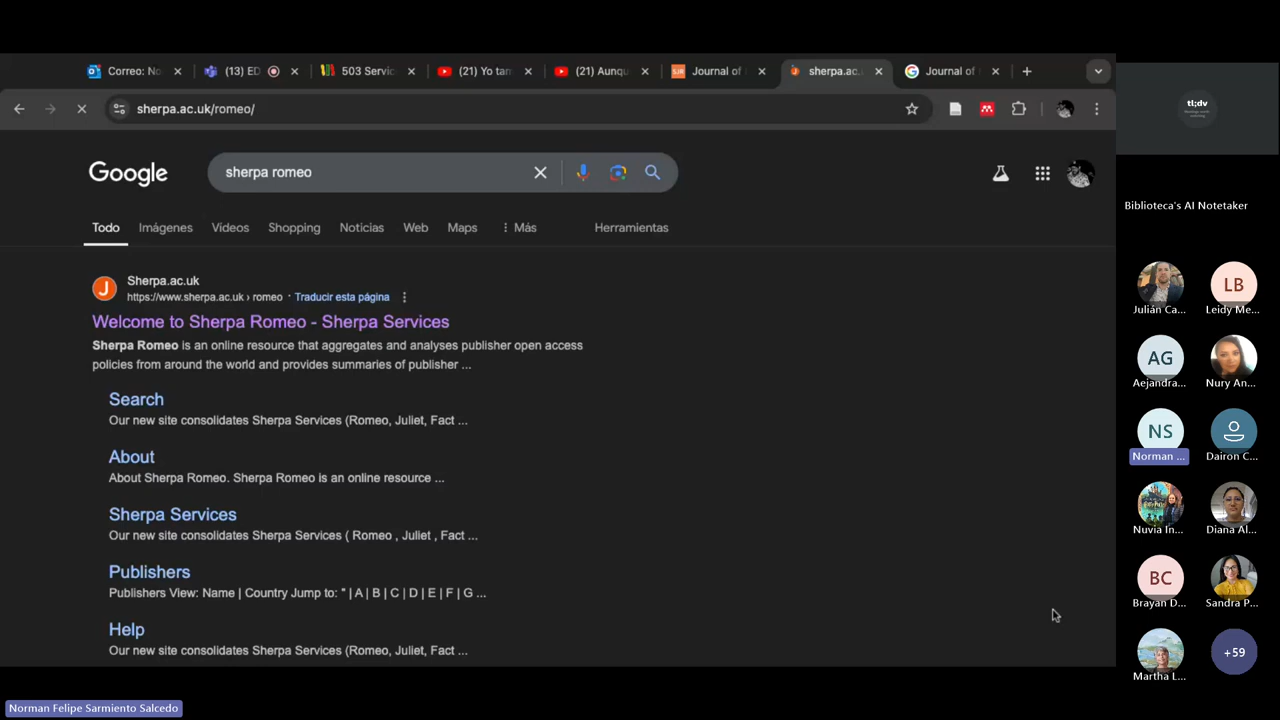 Correo: No
(13) ED
503 Servic
(21) Yo tam
(21) Aunqu
SJR
Journal of
sherpa.ac.u
Journal of
sherpa.ac.uk/romeo/
Google
sherpa romeo
Todo
Imágenes
Videos
Shopping
Noticias
Web
Maps
Más
Herramientas
Sherpa.ac.uk
https://www.sherpa.ac.uk › romeo · Traducir esta página
Welcome to Sherpa Romeo - Sherpa Services
Sherpa Romeo is an online resource that aggregates and analyses publisher open access
policies from around the world and provides summaries of publisher ...
Search
Our new site consolidates Sherpa Services (Romeo, Juliet, Fact ...
About
About Sherpa Romeo. Sherpa Romeo is an online resource ...
Sherpa Services
Our new site consolidates Sherpa Services ( Romeo , Juliet , Fact ...
Publishers
Publishers View: Name | Country Jump to: " | A | B | C | D | E | F | G ...
Help
Our new site consolidates Sherpa Services (Romeo, Juliet, Fact ...
tl;dv
Biblioteca's AI Notetaker
Julián Ca...
LB
Leidy Me...
AG
Aejandra...
Nury An...
NS
Norman ...
Dairon C...
Nuvia In...
Diana Al...
BC
Brayan D...
Sandra P...
Martha L...
+59
Norman Felipe Sarmiento Salcedo